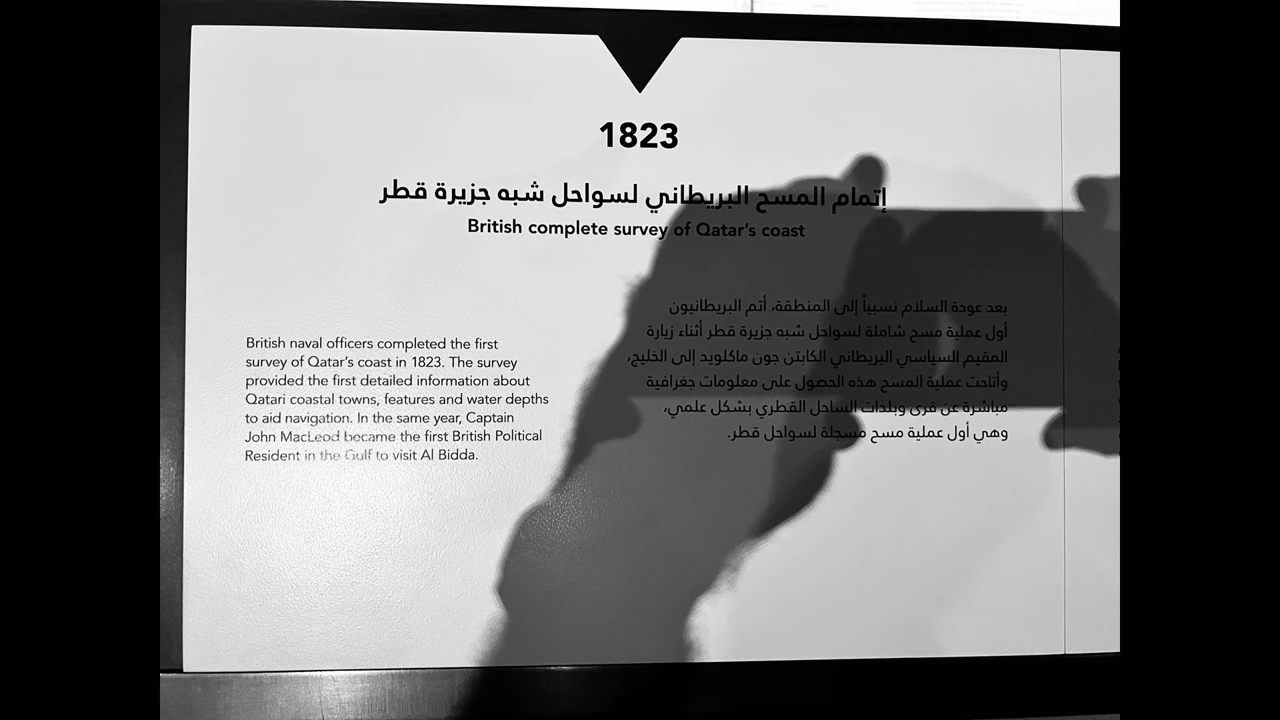 1823
إتمام المسح البريطاني لسواحل شبه جزيرة قطر
British complete survey of Qatar's coast
British naval officers completed the first
survey of Qatar's coast in 1823. The survey
provided the first detailed information about
Qatari coastal towns, features and water depths
to aid navigation. In the same year, Captain
John MacLeod became the first British Political
Resident in the Gulf to visit Al Bidda.
بعد عودة السلام نسبياً إلى المنطقة، أتم البريطانيون
أول عملية مسح شاملة لسواحل شبه جزيرة قطر أثناء زيارة
المقيم السياسي البريطاني الكابتن جون ماكلويد إلى الخليج،
وأتاحت عملية المسح هذه الحصول على معلومات جغرافية
مباشرة عن قرى وبلدات الساحل القطري بشكل علمي،
وهي أول عملية مسح مسجلة لسواحل قطر.